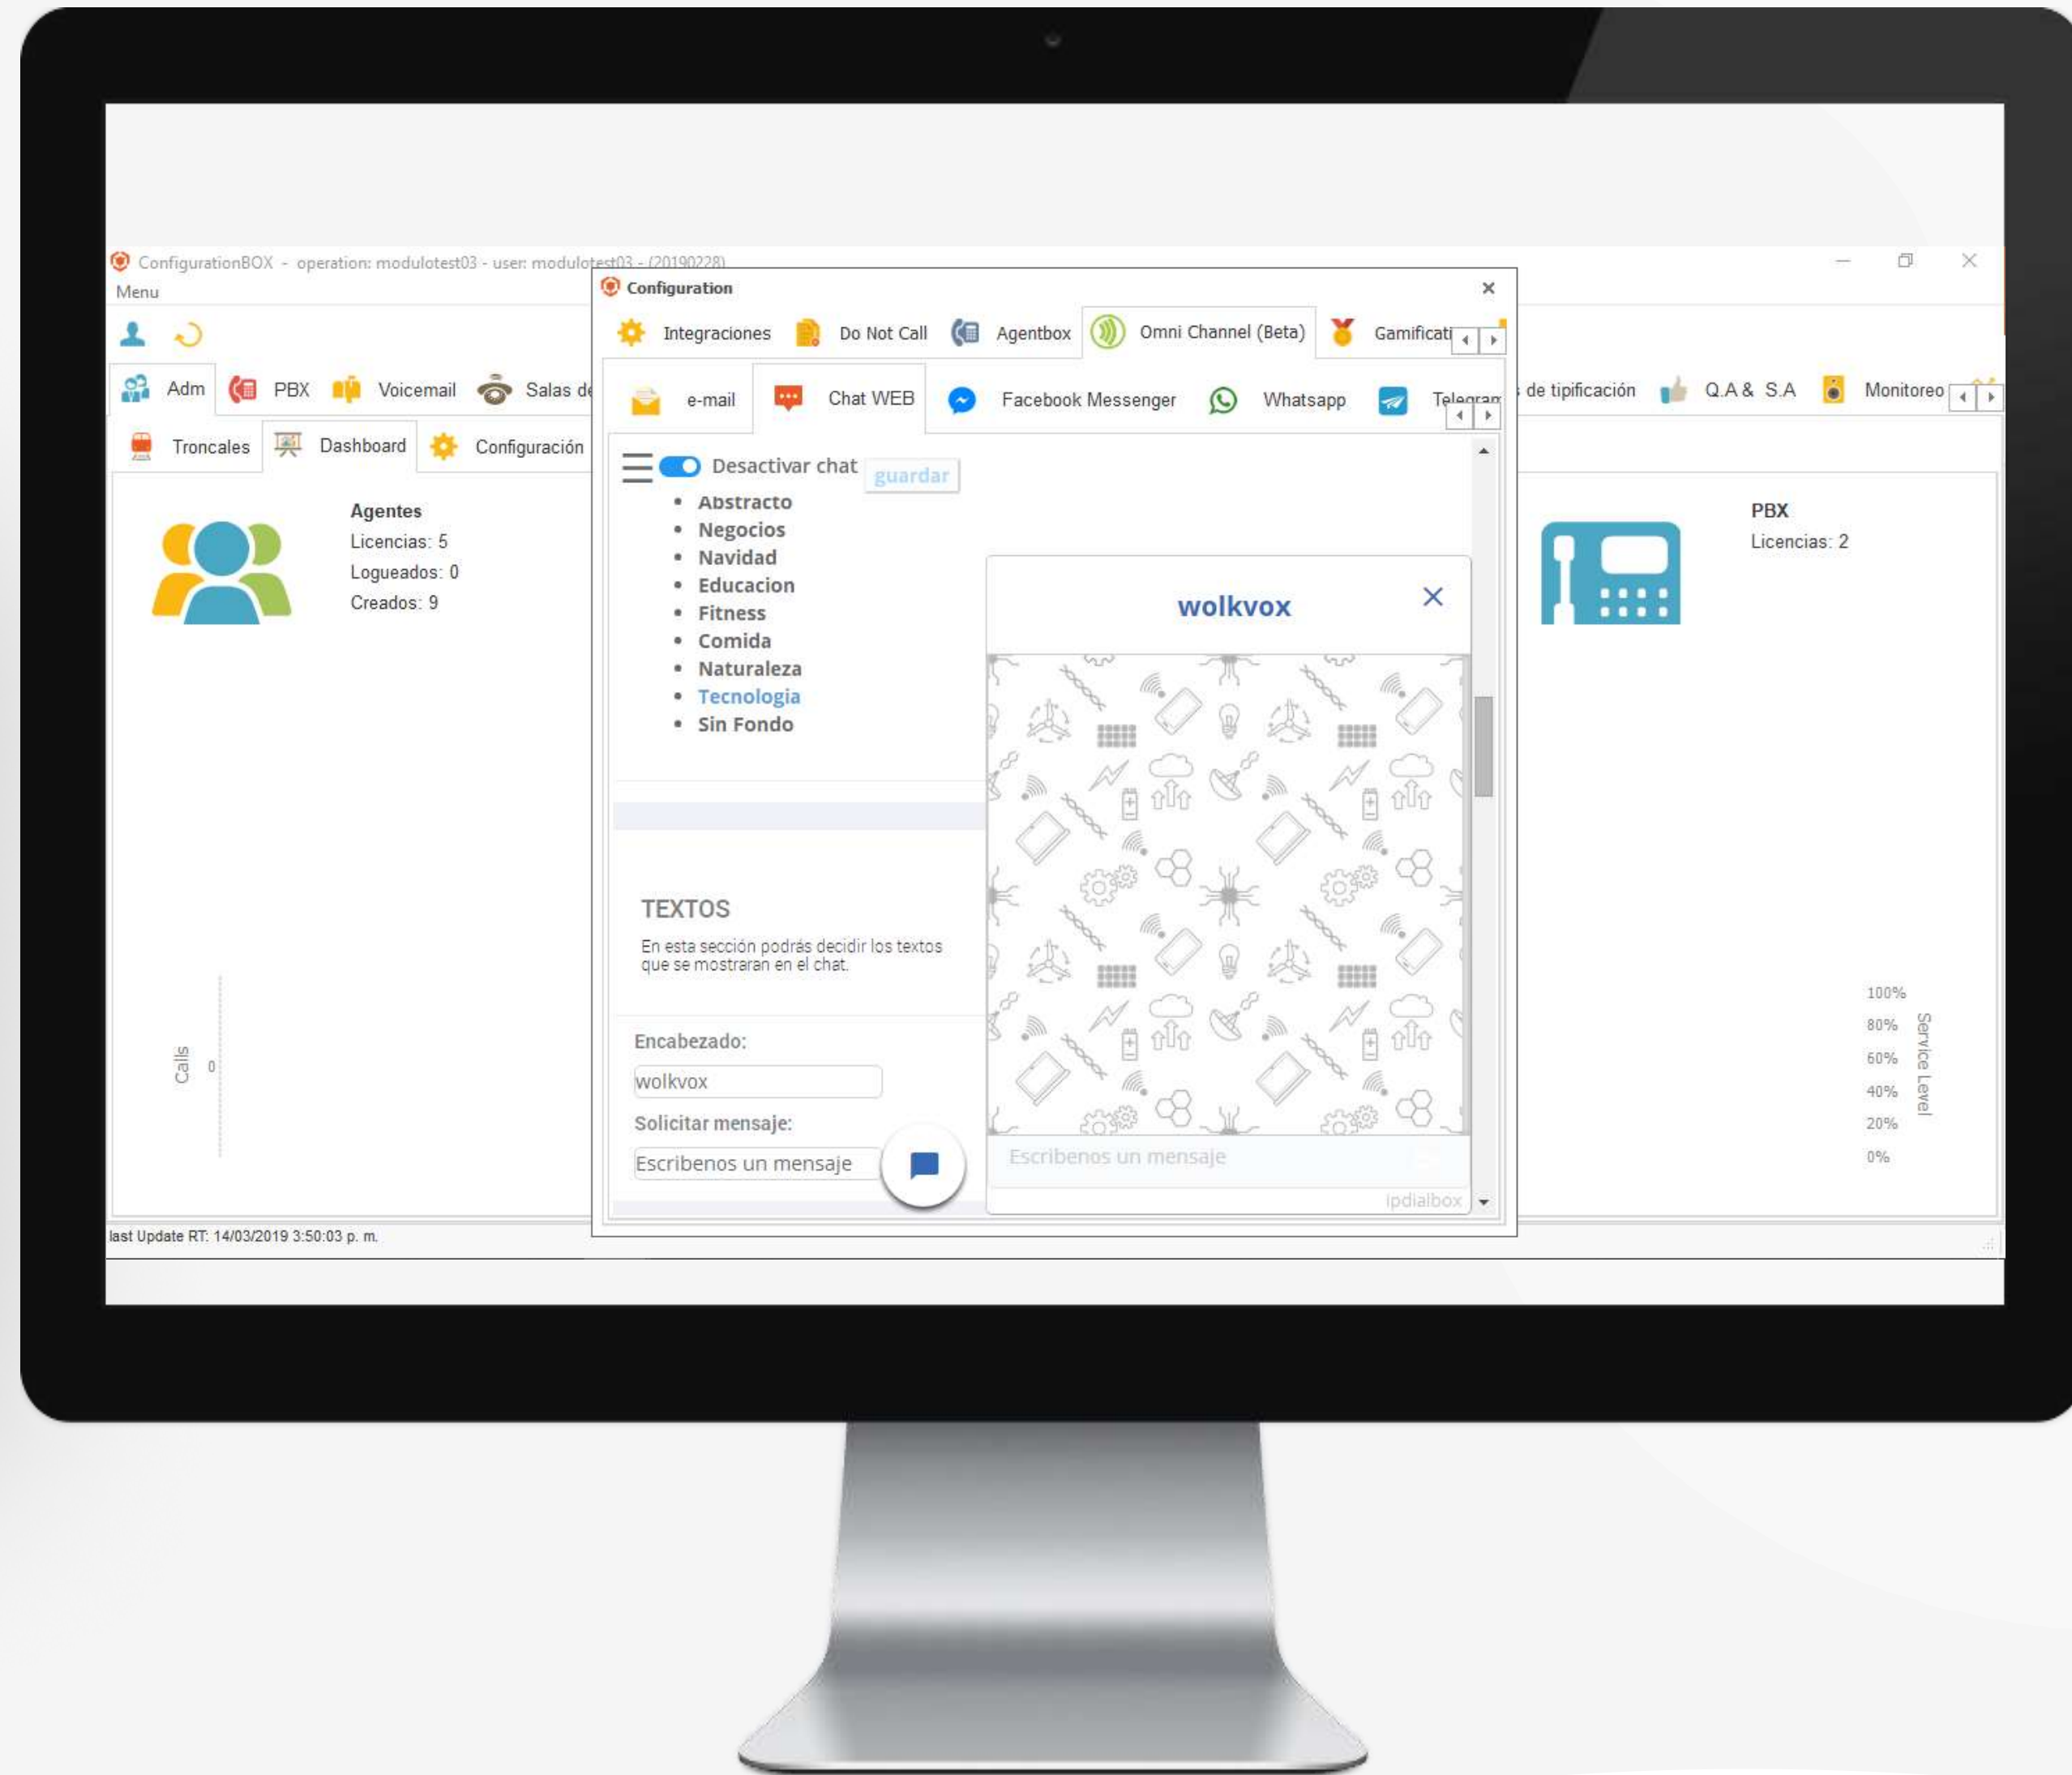 ConfigurationBOX - operation: modulotest03 - user: modulotest03 - (20190228)
Menu
Adm PBX Voicemail Salas de
de tipificación Q.A & S.A Monitoreo
Troncales Dashboard Configuración
Agentes
Licencias: 5
Logueados: 0
Creados: 9
PBX
Licencias: 2
Calls
0
100%
80%
60%
40%
20%
0%
Service Level
last Update RT: 14/03/2019 3:50:03 p. m.
Configuration
Integraciones Do Not Call Agentbox Omni Channel (Beta) Gamificati
e-mail Chat WEB Facebook Messenger Whatsapp Telegram
Desactivar chat guardar
Abstracto
Negocios
Navidad
Educacion
Fitness
Comida
Naturaleza
Tecnologia
Sin Fondo
TEXTOS
En esta sección podrás decidir los textos
que se mostraran en el chat.
Encabezado:
wolkvox
Solicitar mensaje:
Escribenos un mensaje
wolkvox
Escribenos un mensaje
ipdialbox